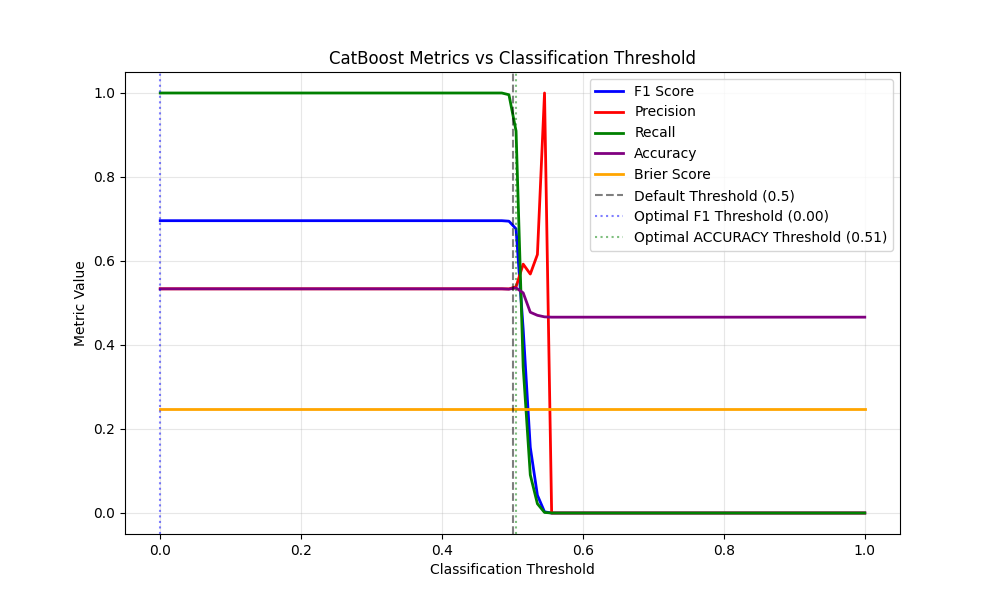 CatBoost Metrics vs Classification Threshold
F1 Score
Precision
Recall
Accuracy
Brier Score
Default Threshold (0.5)
Optimal F1 Threshold (0.00)
Optimal ACCURACY Threshold (0.51)
Metric Value
1.0
0.8
0.6
0.4
0.2
0.0
0.0 0.2 0.4 0.6 0.8 1.0
Classification Threshold